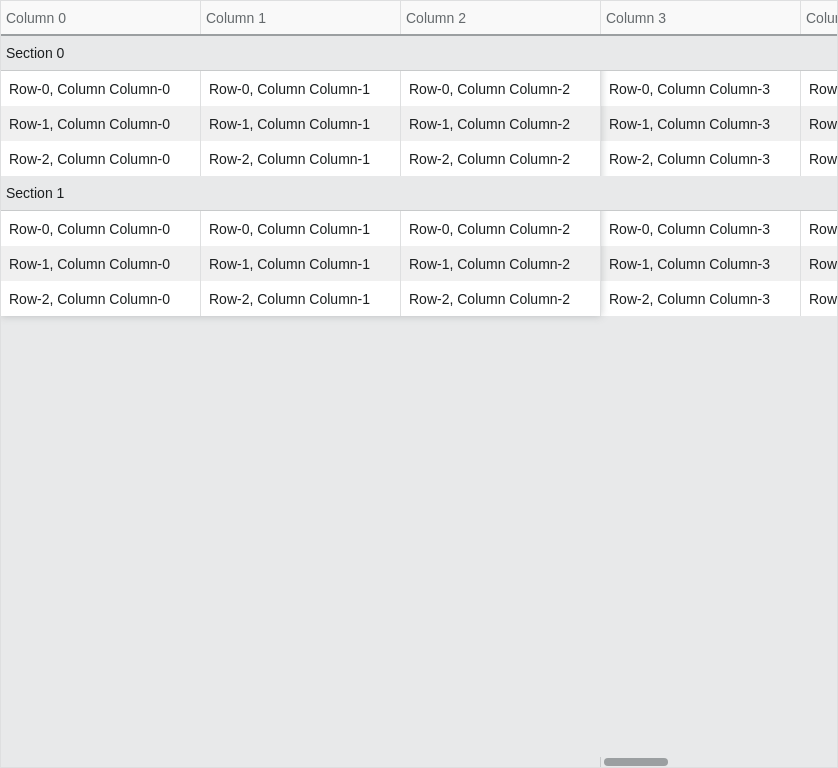 Column 0 Column 1 Column 2 Column 3
Section 0
Row-0, Column Column-0 Row-0, Column Column-1 Row-0, Column Column-2 Row-0, Column Column-3 Row
Row-1, Column Column-0 Row-1, Column Column-1 Row-1, Column Column-2 Row-1, Column Column-3 Row
Row-2, Column Column-0 Row-2, Column Column-1 Row-2, Column Column-2 Row-2, Column Column-3 Row
Section 1
Row-0, Column Column-0 Row-0, Column Column-1 Row-0, Column Column-2 Row-0, Column Column-3 Row
Row-1, Column Column-0 Row-1, Column Column-1 Row-1, Column Column-2 Row-1, Column Column-3 Row
Row-2, Column Column-0 Row-2, Column Column-1 Row-2, Column Column-2 Row-2, Column Column-3 Row